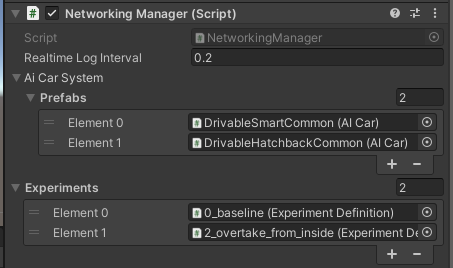 Networking Manager (Script)
Script NetworkingManager
Realtime Log Interval 0.2
Ai Car System
Prefabs 2
Element 0 DrivableSmartCommon (AI Car)
Element 1 DrivableHatchbackCommon (AI Car)
Experiments 2
Element 0 0_baseline (Experiment Definition)
Element 1 2_overtake_from_inside (Experiment De